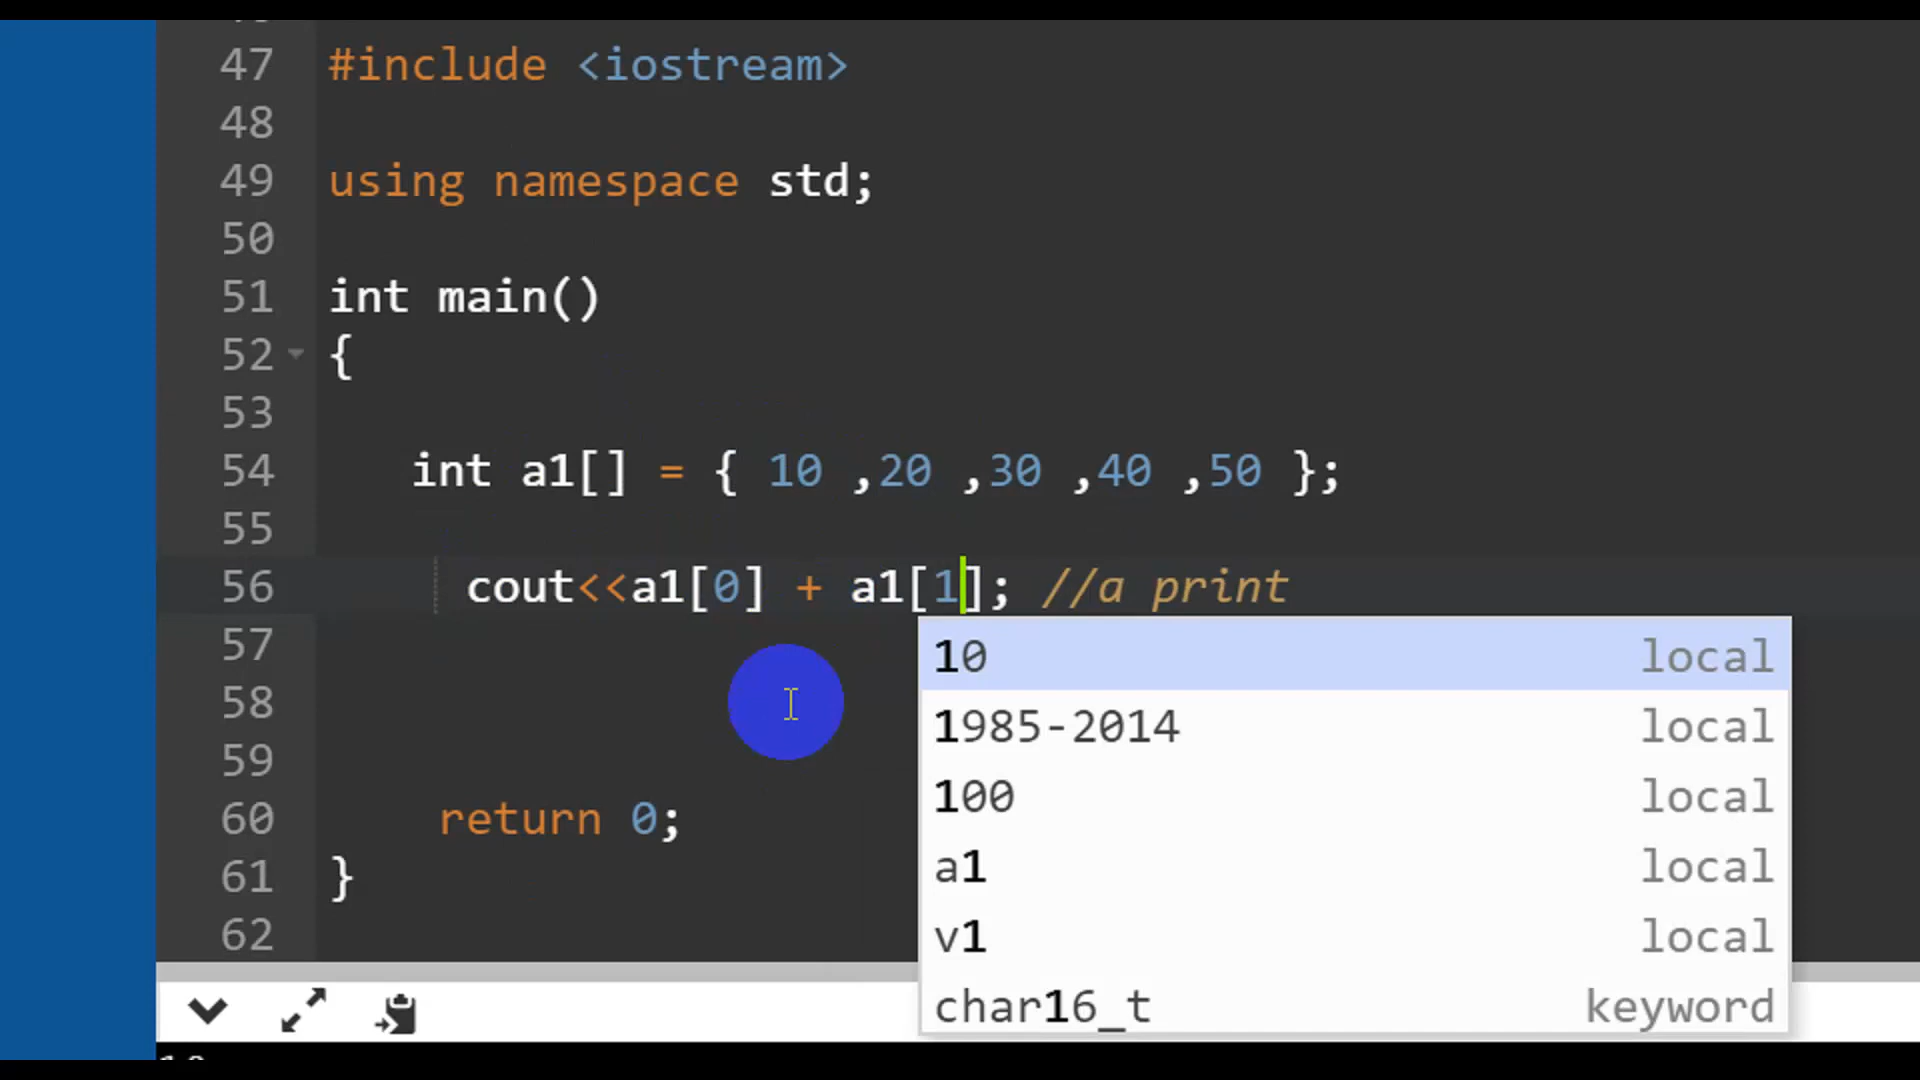 47 #include <iostream>
48
49 using namespace std;
50
51 int main()
52 {
53
54 int a1[] = { 10 ,20 ,30 ,40 ,50 };
55
56 cout<<a1[0] + a1[1]; //a print
57
10 local
1985-2014 local
58
100 local
59
a1 local
60 return 0;
v1 local
61 }
char16_t keyword
62